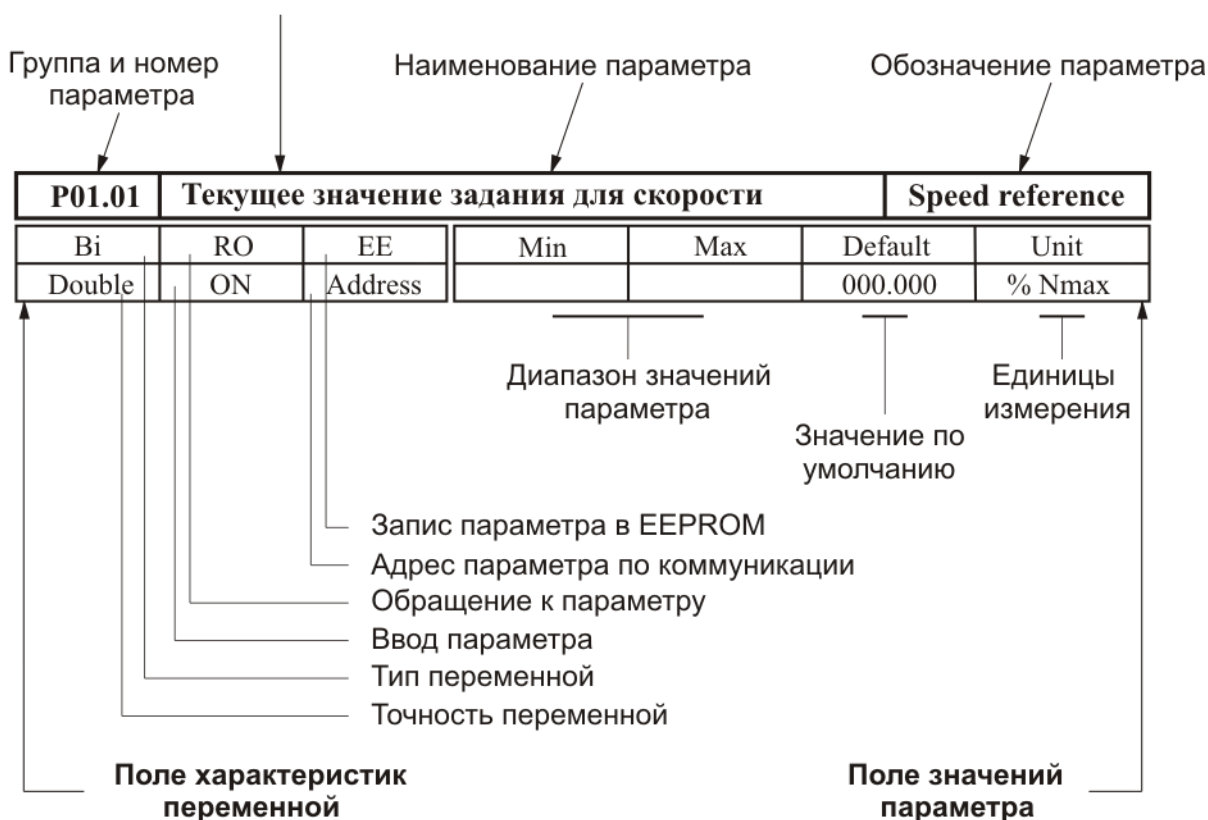 Группа и номер
параметра
Наименование параметра
Обозначение параметра
P01.01 Текущее значение задания для скорости Speed reference
Bi RO EE Min Max Default Unit
Double ON Address 000.000 % Nmax
Диапазон значений
параметра
Единицы
измерения
Значение по
умолчанию
Запис параметра в EEPROM
Адрес параметра по коммуникации
Обращение к параметру
Ввод параметра
Тип переменной
Точность переменной
Поле характеристик
переменной
Поле значений
параметра